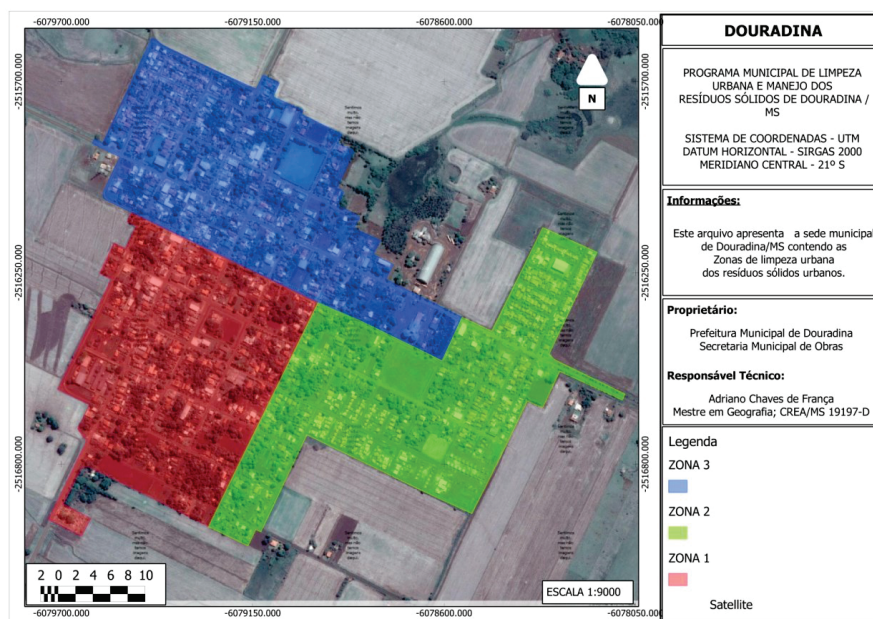 -6079700.000
-6079150.000
-6078600.000
-6078050.000
-2515700.000
-2516250.000
-2516800.000
-2515700.000
-2516250.000
-2516800.000
N
2 0 2 4 6 8 10
ESCALA 1:9000
-6079700.000
-6079150.000
-6078600.000
-6078050.000
DOURADINA
PROGRAMA MUNICIPAL DE LIMPEZA
URBANA E MANEJO DOS
RESÍDUOS SÓLIDOS DE DOURADINA /
MS
SISTEMA DE COORDENADAS - UTM
DATUM HORIZONTAL - SIRGAS 2000
MERIDIANO CENTRAL - 21º S
Informações:
Este arquivo apresenta a sede municipal
de Douradina/MS contendo as
Zonas de limpeza urbana
dos resíduos sólidos urbanos.
Proprietário:
Prefeitura Municipal de Douradina
Secretaria Municipal de Obras
Responsável Técnico:
Adriano Chaves de França
Mestre em Geografia; CREA/MS 19197-D
Legenda
ZONA 3
ZONA 2
ZONA 1
Satellite